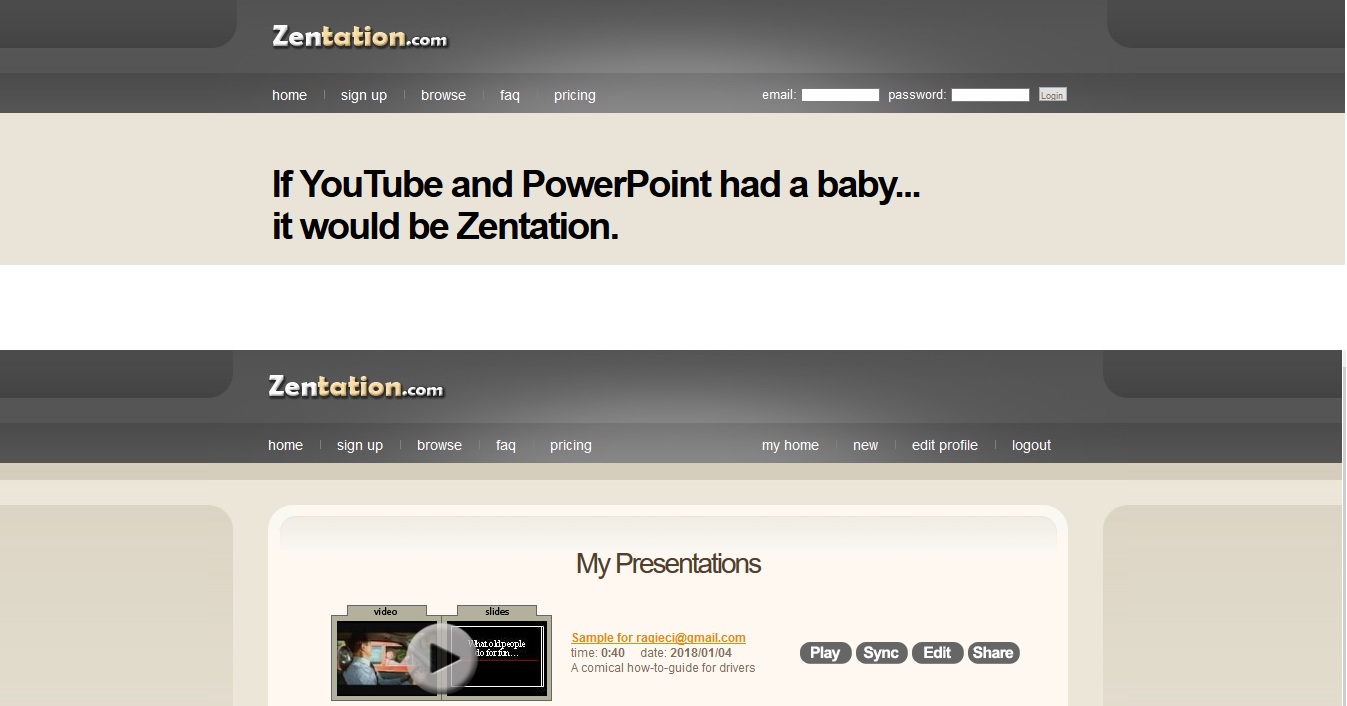 Zentation.com
home sign up browse faq pricing email: password: Login
If YouTube and PowerPoint had a baby...
it would be Zentation.
Zentation.com
home sign up browse faq pricing my home new edit profile logout
My Presentations
video slides
What old people
do for fun...
Sample for ragieci@gmail.com
time: 0:40 date: 2018/01/04
A comical how-to-guide for drivers
Play Sync Edit Share